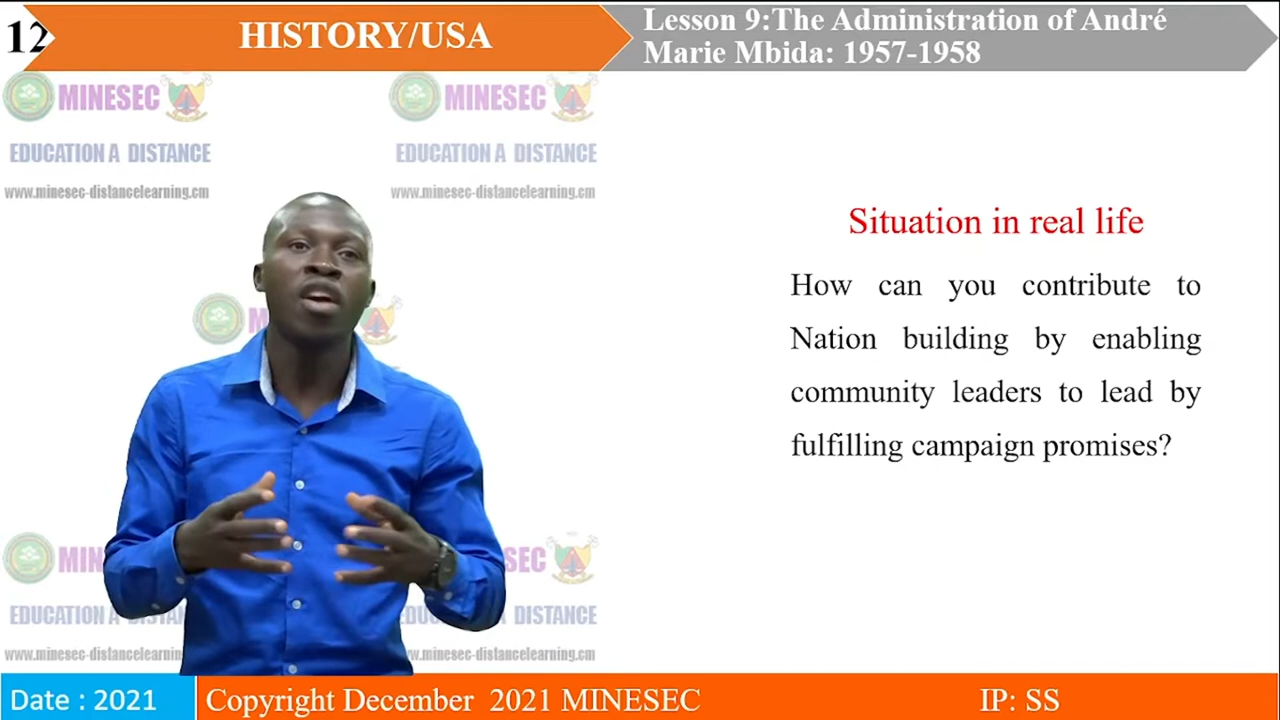 12
HISTORY/USA
Lesson 9:The Administration of André
Marie Mbida: 1957-1958
MINESEC
MINESEC
EDUCATION A DISTANCE
EDUCATION A DISTANCE
www.minesec-distancelearning.cm
www.minesec-distancelearning.cm
Situation in real life
How can you contribute to
Nation building by enabling
community leaders to lead by
fulfilling campaign promises?
Date : 2021
Copyright December 2021 MINESEC
IP: SS